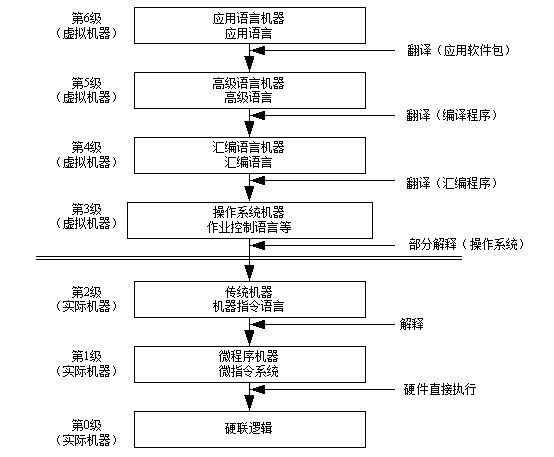 第6级
（虚拟机器）
应用语言机器
应用语言
翻译（应用软件包）
第5级
（虚拟机器）
高级语言机器
高级语言
翻译（编译程序）
第4级
（虚拟机器）
汇编语言机器
汇编语言
翻译（汇编程序）
第3级
（虚拟机器）
操作系统机器
作业控制语言等
部分解释（操作系统）
第2级
（实际机器）
传统机器
机器指令语言
解释
第1级
（实际机器）
微程序机器
微指令系统
硬件直接执行
第0级
（实际机器）
硬联逻辑